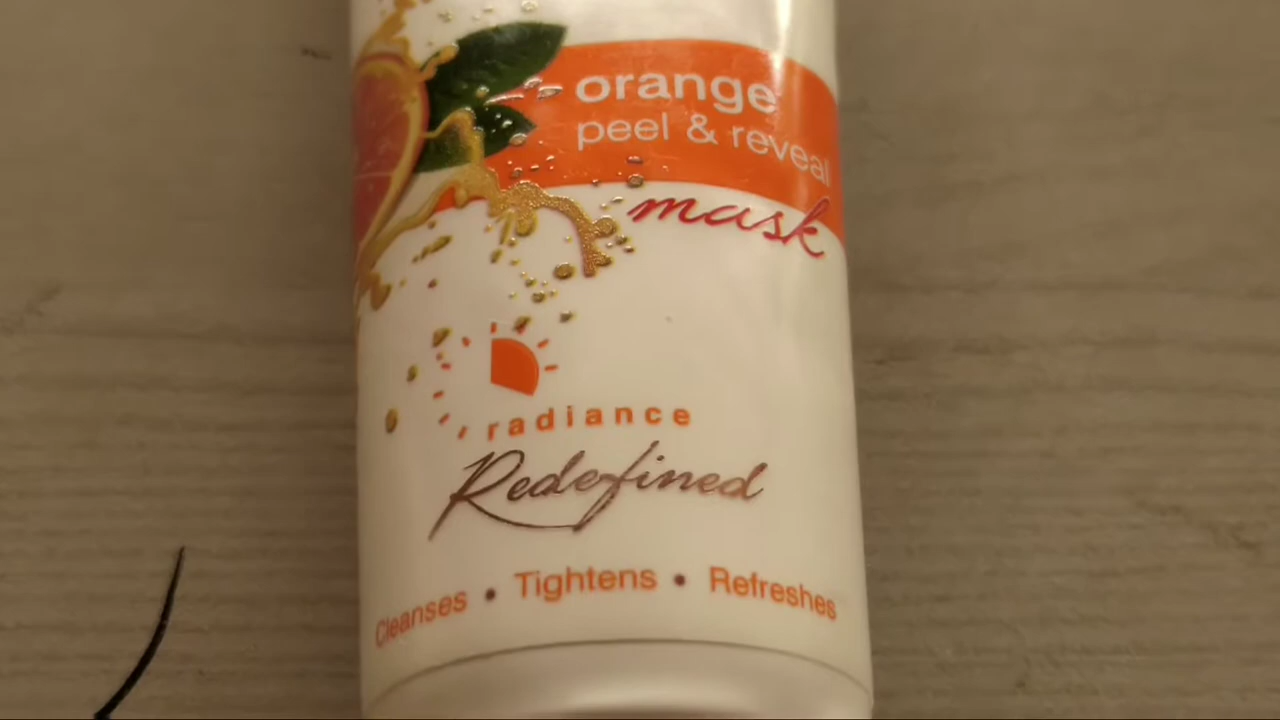 orange
peel & reveal
mask
radiance
Redefined
Cleanses • Tightens • Refreshes